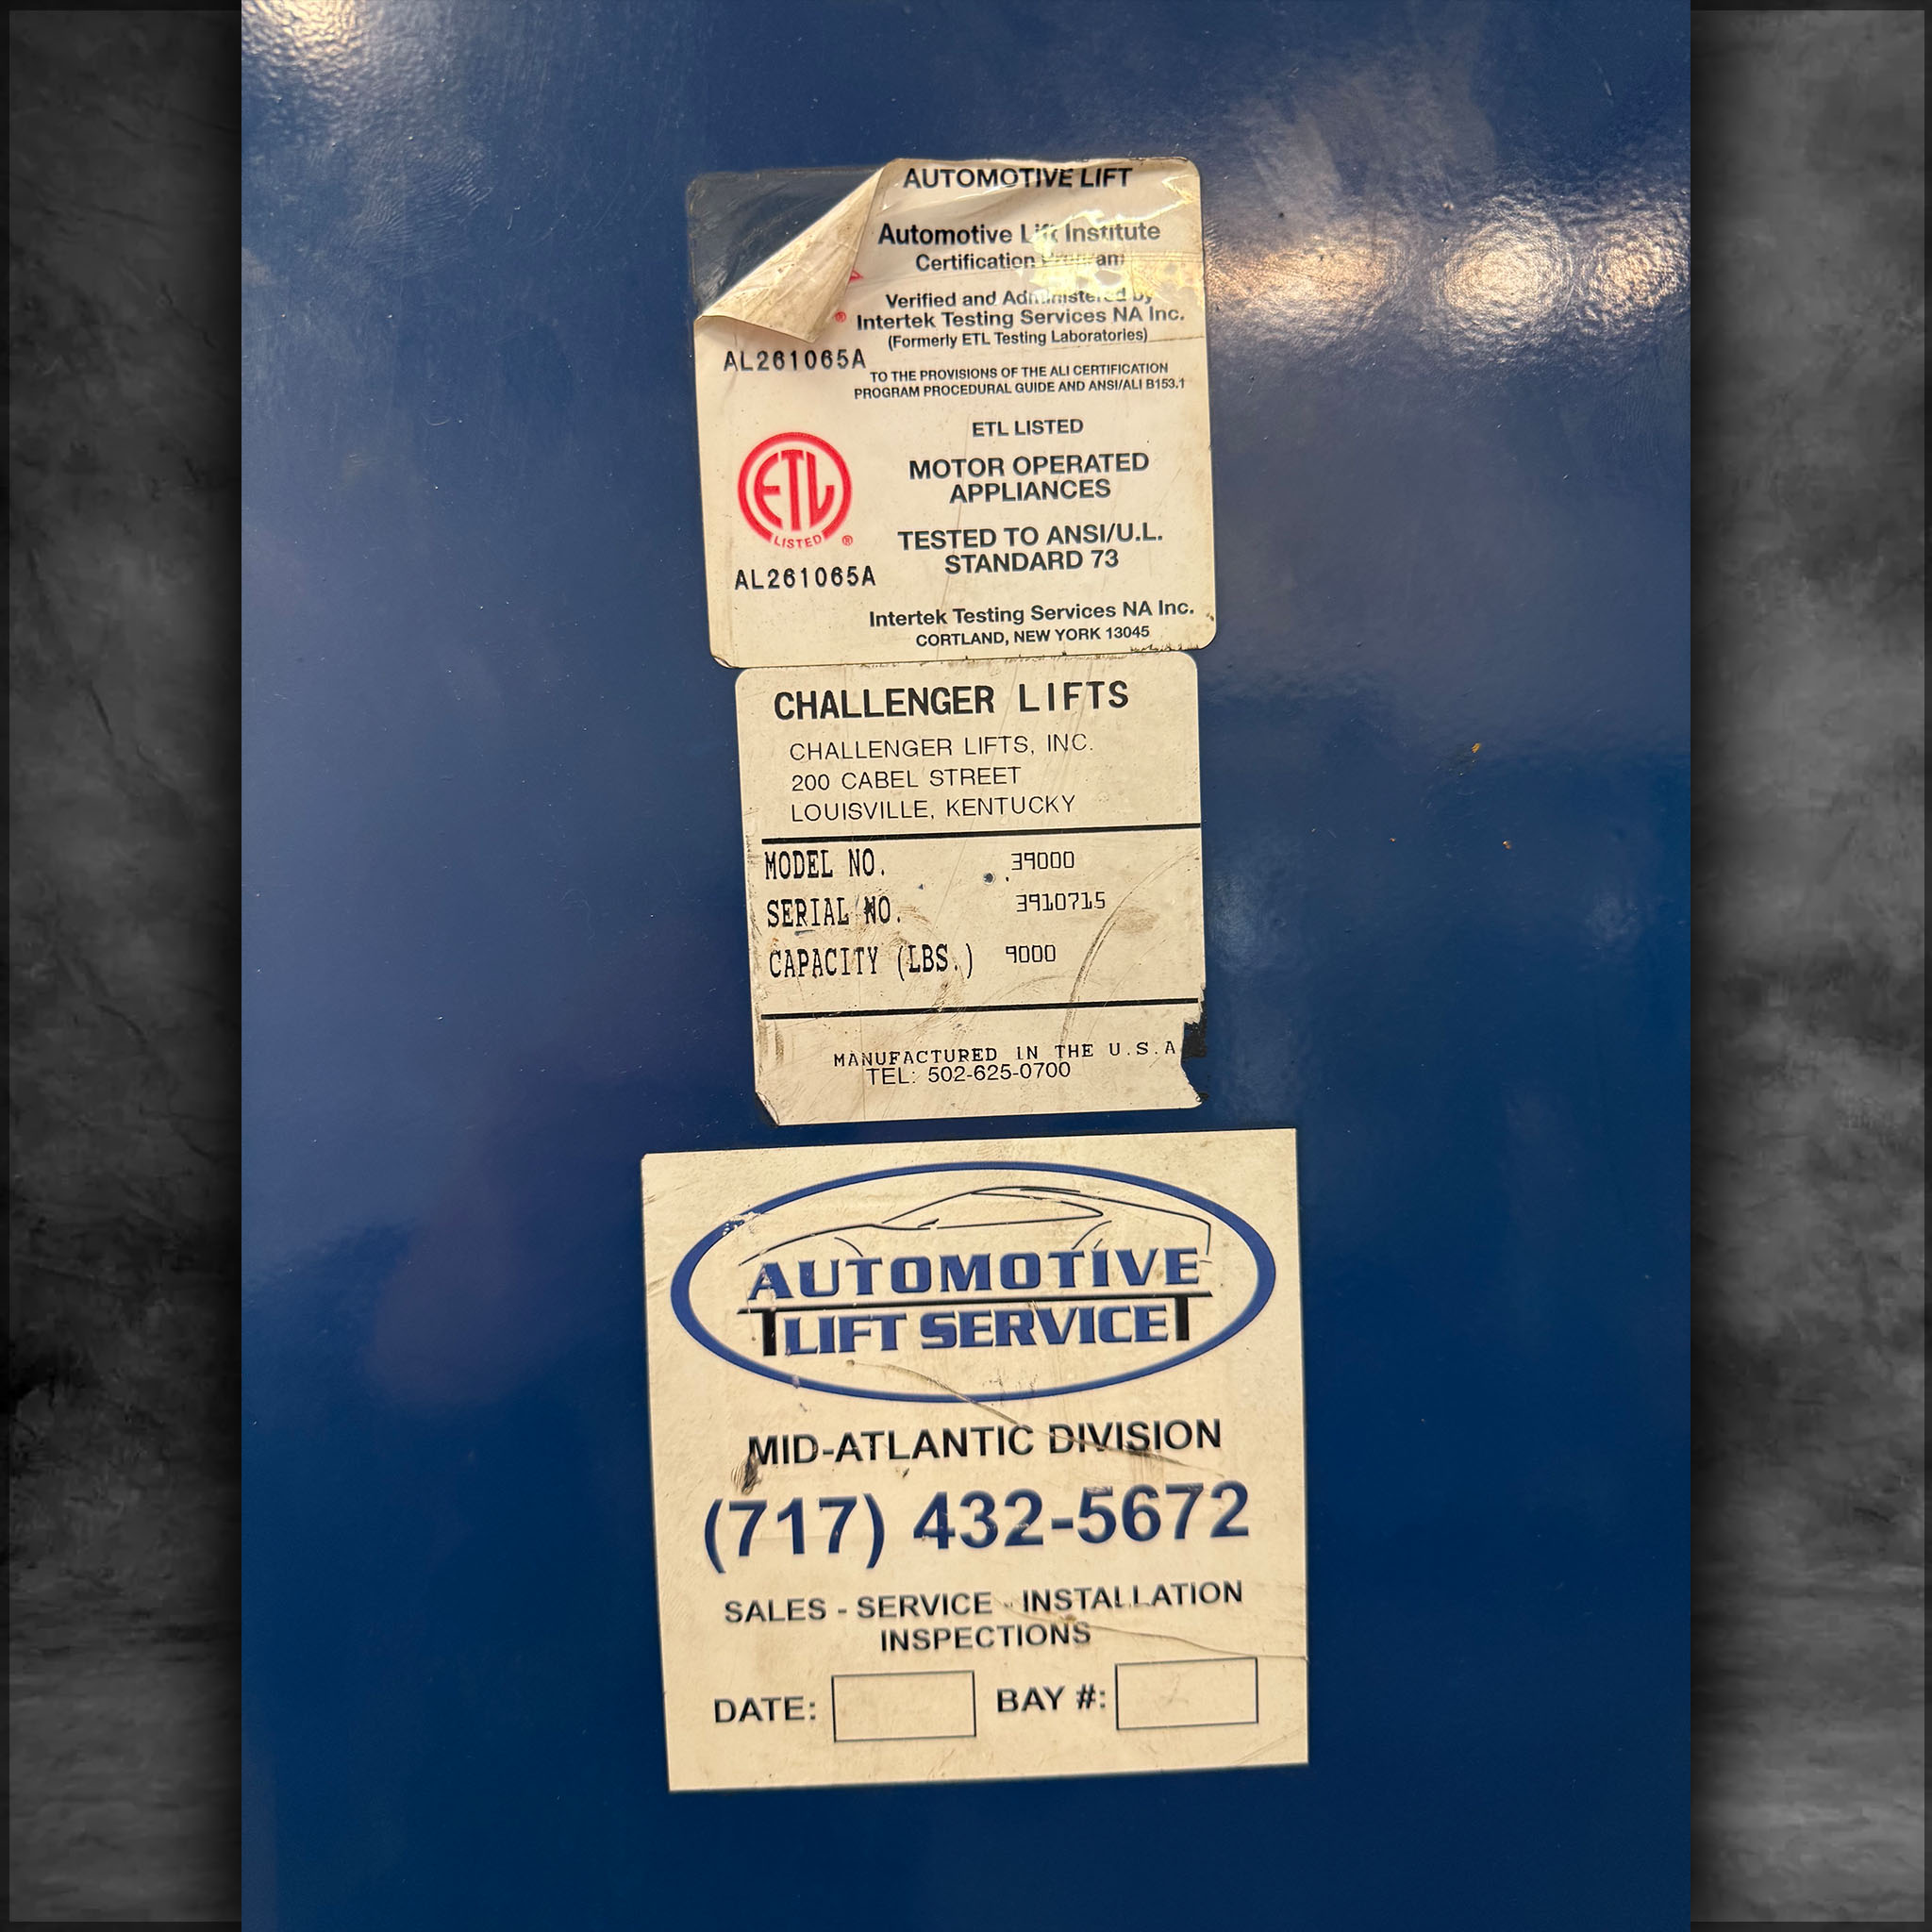 AUTOMOTIVE LIFT
Automotive Lift Institute
Certification Program
Verified and Administered by
® Intertek Testing Services NA Inc.
(Formerly ETL Testing Laboratories)
AL261065A
TO THE PROVISIONS OF THE ALI CERTIFICATION
PROGRAM PROCEDURAL GUIDE AND ANSI/ALI B153.1
ETL LISTED
MOTOR OPERATED
APPLIANCES
ETL
LISTED ®
TESTED TO ANSI/U.L.
STANDARD 73
AL261065A
Intertek Testing Services NA Inc.
CORTLAND, NEW YORK 13045
CHALLENGER LIFTS
CHALLENGER LIFTS, INC.
200 CABEL STREET
LOUISVILLE, KENTUCKY
MODEL NO. 39000
SERIAL NO. 3910715
CAPACITY (LBS.) 9000
MANUFACTURED IN THE U.S.A
TEL: 502-625-0700
AUTOMOTIVE
LIFT SERVICE
MID-ATLANTIC DIVISION
(717) 432-5672
SALES - SERVICE - INSTALLATION
INSPECTIONS
DATE: BAY #: